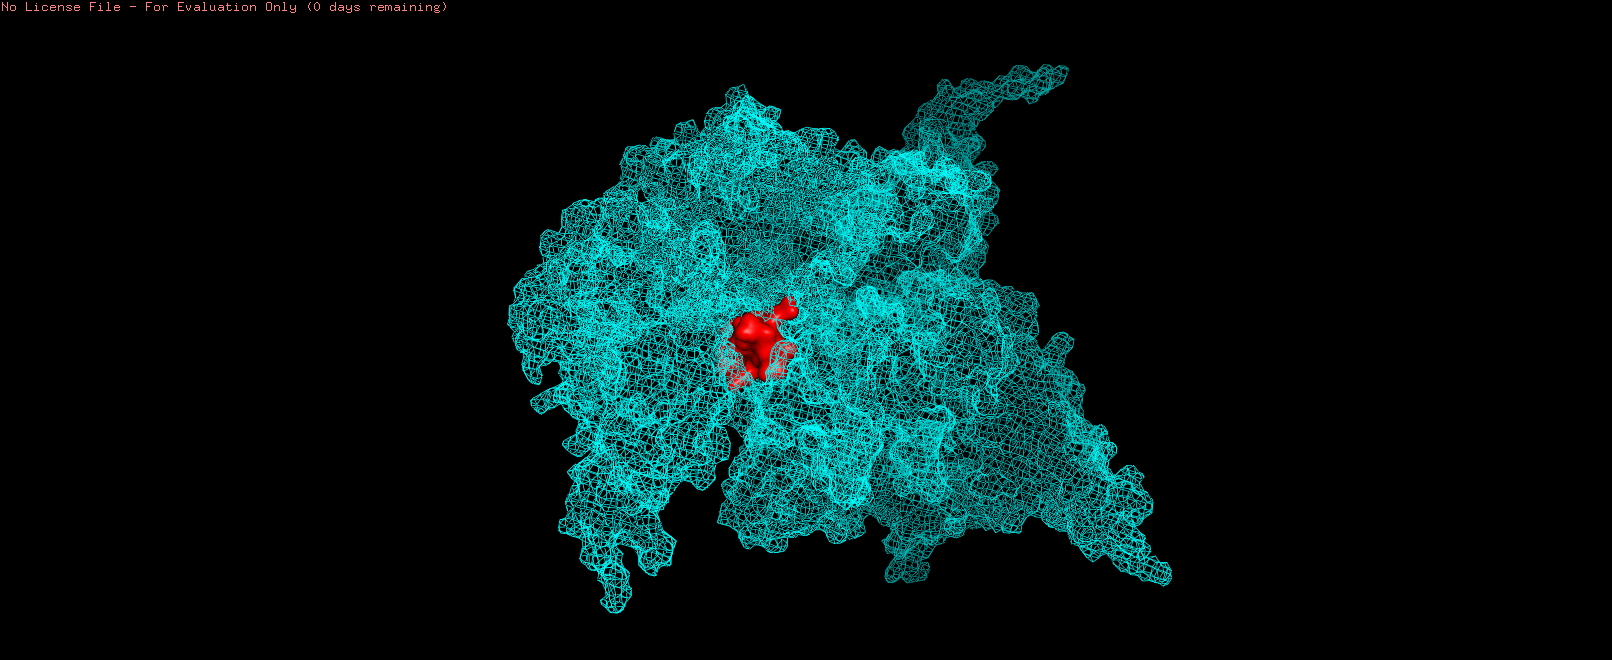 No License File - For Evaluation Only (0 days remaining)